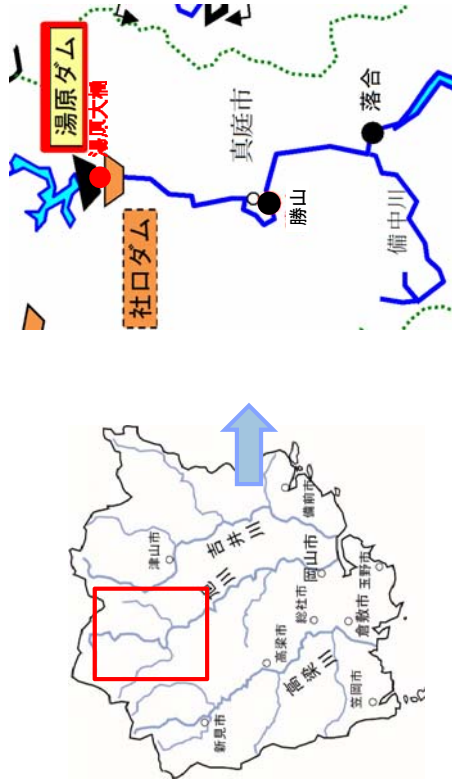 湯原ダム
湯原大橋
社口ダム
真庭市
勝山
落合
備中川
津山市
吉井川
旭川
岡山市
備前市
総社市
玉野市
高梁市
倉敷市
高梁川
新見市
笠岡市